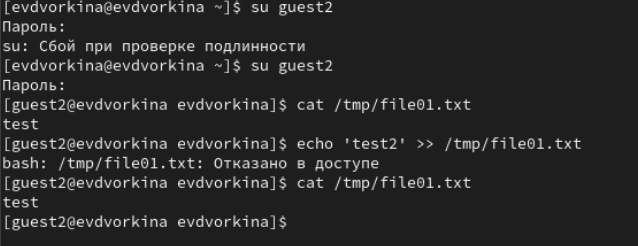 [evdvorkina@evdvorkina ~]$ su guest2
Пароль:
su: Сбой при проверке подлинности
[evdvorkina@evdvorkina ~]$ su guest2
Пароль:
[guest2@evdvorkina evdvorkina]$ cat /tmp/file01.txt
test
[guest2@evdvorkina evdvorkina]$ echo 'test2' >> /tmp/file01.txt
bash: /tmp/file01.txt: Отказано в доступе
[guest2@evdvorkina evdvorkina]$ cat /tmp/file01.txt
test
[guest2@evdvorkina evdvorkina]$